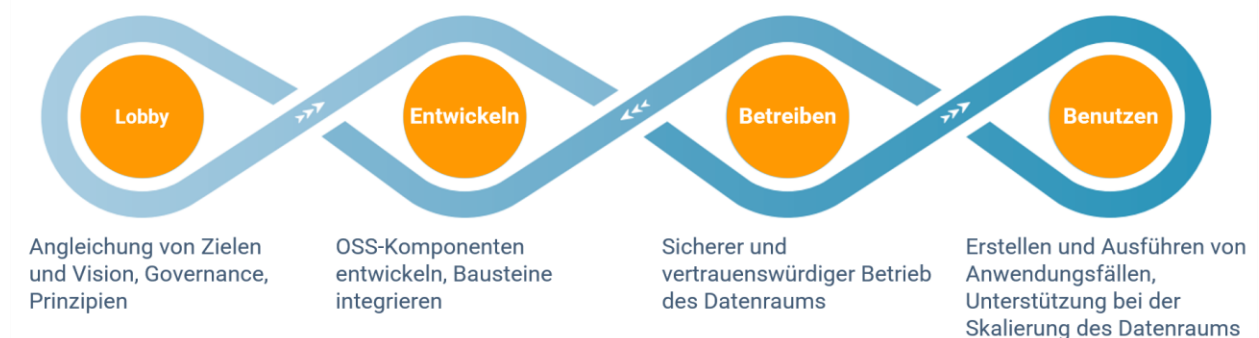 Lobby
Entwickeln
Betreiben
Benutzen
Angleichung von Zielen
und Vision, Governance,
Prinzipien
OSS-Komponenten
entwickeln, Bausteine
integrieren
Sicherer und
vertrauenswürdiger Betrieb
des Datenraums
Erstellen und Ausführen von
Anwendungsfällen,
Unterstützung bei der
Skalierung des Datenraums